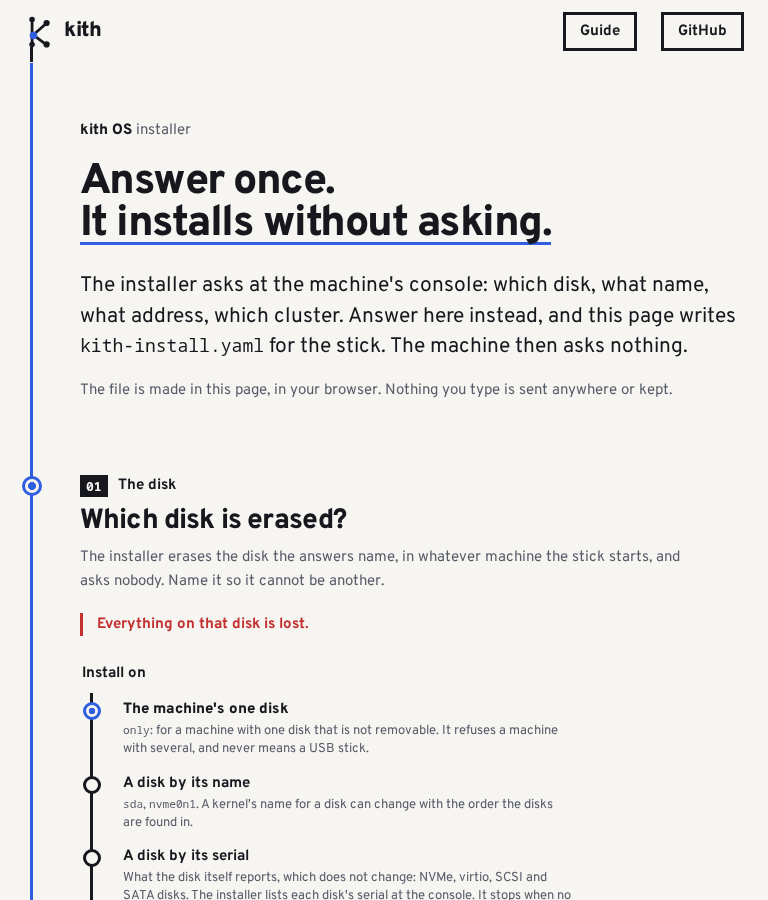 kith
Guide
GitHub
kith OS installer
Answer once.
It installs without asking.
The installer asks at the machine's console: which disk, what name,
what address, which cluster. Answer here instead, and this page writes
kith-install.yaml for the stick. The machine then asks nothing.
The file is made in this page, in your browser. Nothing you type is sent anywhere or kept.
01 The disk
Which disk is erased?
The installer erases the disk the answers name, in whatever machine the stick starts, and
asks nobody. Name it so it cannot be another.
Everything on that disk is lost.
Install on
The machine's one disk
only: for a machine with one disk that is not removable. It refuses a machine
with several, and never means a USB stick.
A disk by its name
sda, nvme0n1. A kernel's name for a disk can change with the order the disks
are found in.
A disk by its serial
What the disk itself reports, which does not change: NVMe, virtio, SCSI and
SATA disks. The installer lists each disk's serial at the console. It stops when no